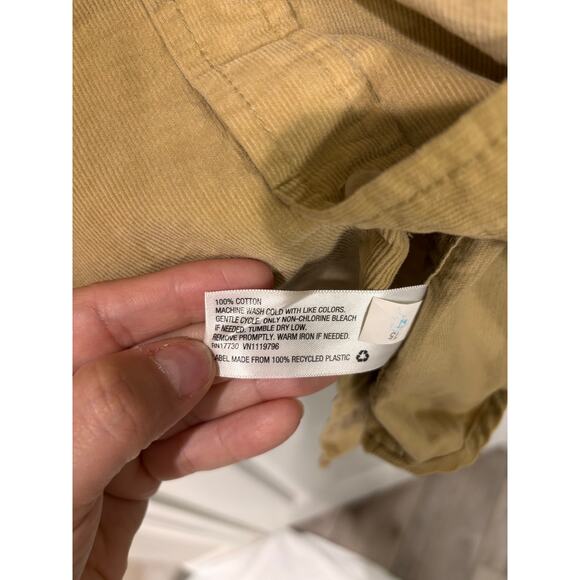 100% COTTON
MACHINE WASH COLD WITH LIKE COLORS.
GENTLE CYCLE. ONLY NON-CHLORINE BLEACH
IF NEEDED. TUMBLE DRY LOW.
REMOVE PROMPTLY. WARM IRON IF NEEDED.
RN17730 VN1119796
LABEL MADE FROM 100% RECYCLED PLASTIC